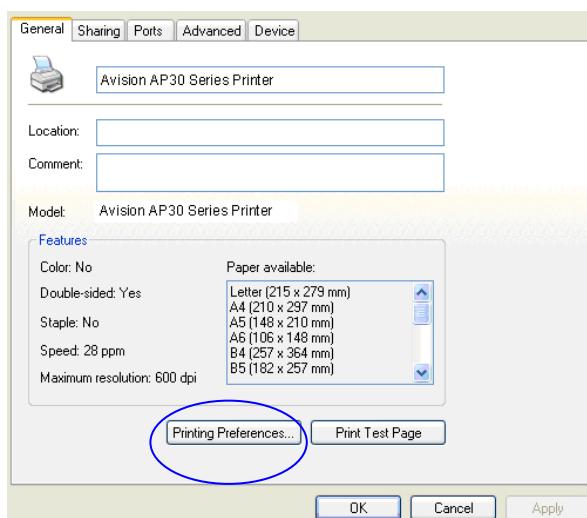 General Sharing Ports Advanced Device
Avision AP30 Series Printer
Location:
Comment:
Model: Avision AP30 Series Printer
Features
Color: No Paper available:
Double-sided: Yes Letter (215 x 279 mm)
A4 (210 x 297 mm)
Staple: No A5 (148 x 210 mm)
A6 (106 x 148 mm)
Speed: 28 ppm B4 (257 x 364 mm)
B5 (182 x 257 mm)
Maximum resolution: 600 dpi
Printing Preferences... Print Test Page
OK Cancel Apply